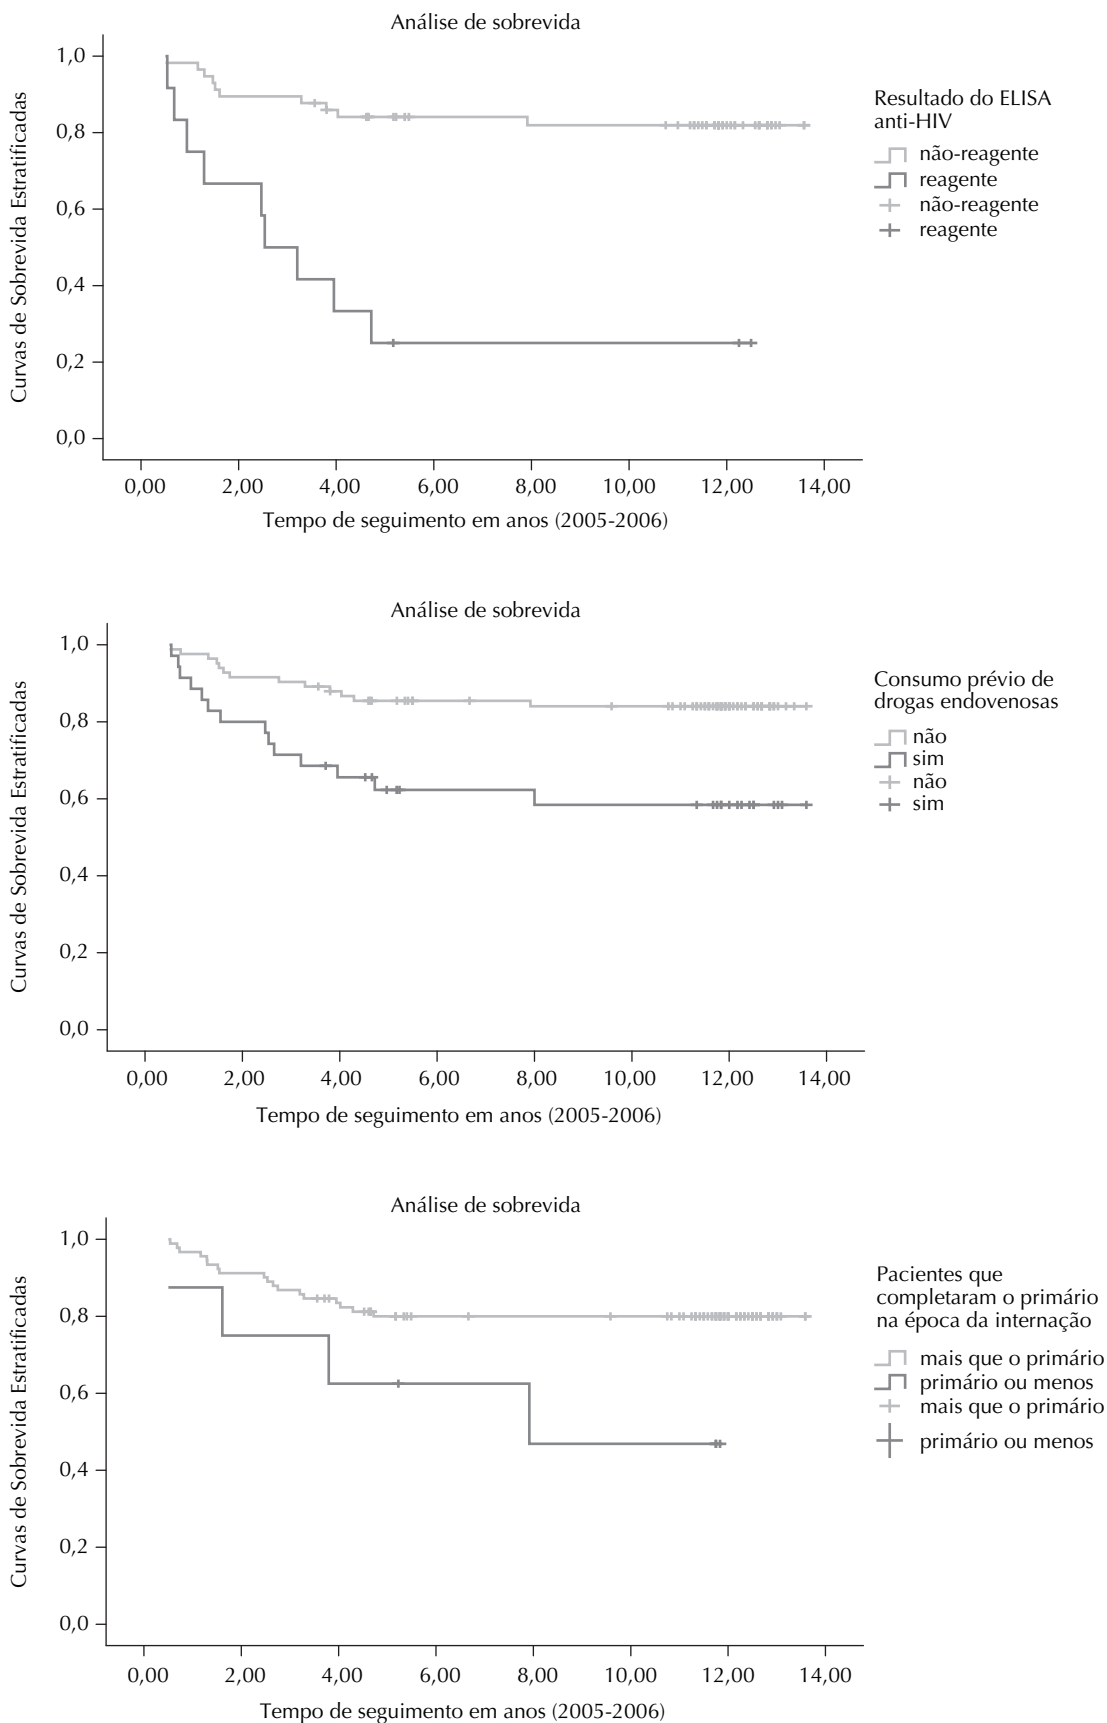 Análise de sobrevida
Curvas de Sobrevida Estratificadas
1,0
0,8
0,6
0,4
0,2
0,0
0,00 2,00 4,00 6,00 8,00 10,00 12,00 14,00
Tempo de seguimento em anos (2005-2006)
Resultado do ELISA
anti-HIV
não-reagente
reagente
não-reagente
reagente
Análise de sobrevida
Curvas de Sobrevida Estratificadas
1,0
0,8
0,6
0,4
0,2
0,0
0,00 2,00 4,00 6,00 8,00 10,00 12,00 14,00
Tempo de seguimento em anos (2005-2006)
Consumo prévio de
drogas endovenosas
não
sim
não
sim
Análise de sobrevida
Curvas de Sobrevida Estratificadas
1,0
0,8
0,6
0,4
0,2
0,0
0,00 2,00 4,00 6,00 8,00 10,00 12,00 14,00
Tempo de seguimento em anos (2005-2006)
Pacientes que
completaram o primário
na época da internação
mais que o primário
primário ou menos
mais que o primário
primário ou menos